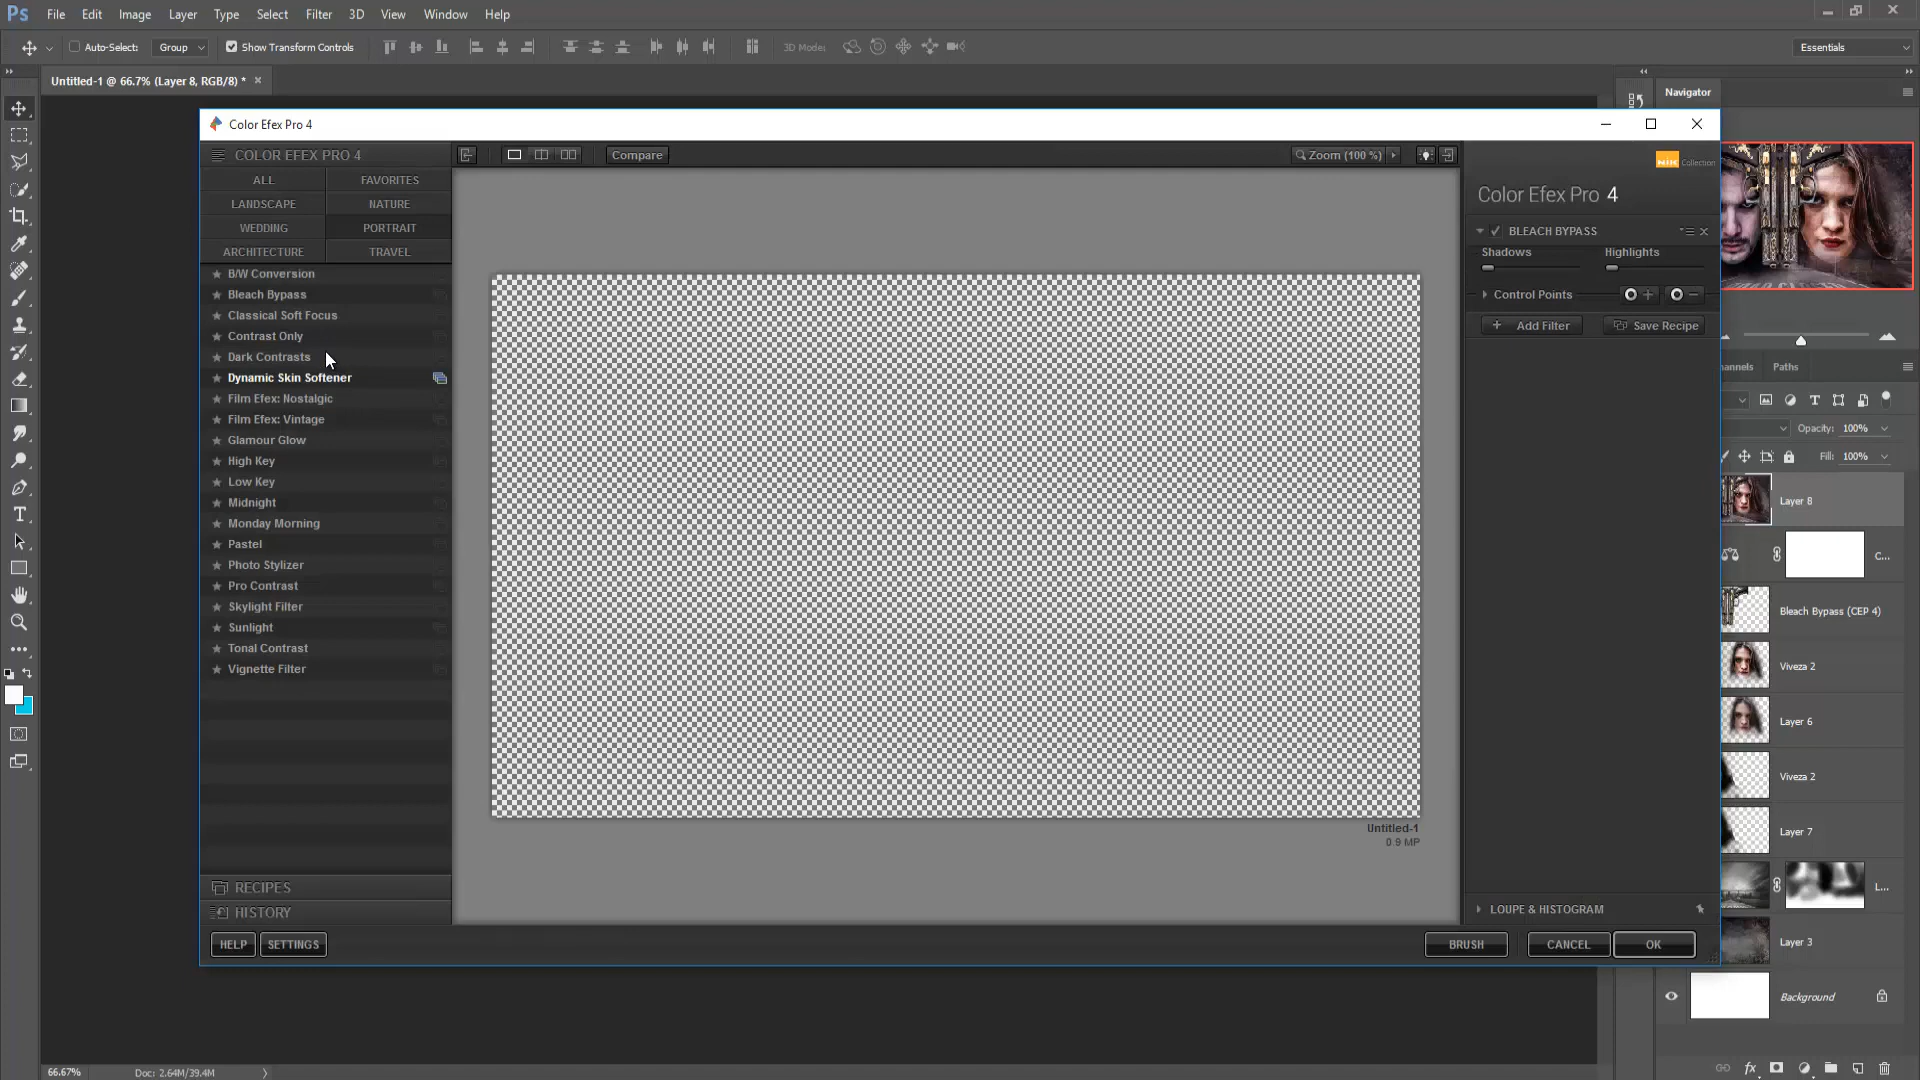 Ps File Edit Image Layer Type Select Filter 3D View Window Help
Auto-Select: Group Show Transform Controls 3D Mode: Essentials
Untitled-1 @ 66.7% (Layer 8, RGB/8) *
Navigator
Color Efex Pro 4
COLOR EFEX PRO 4
Compare
Zoom (100 %)
Nik Collection
ALL FAVORITES
LANDSCAPE NATURE
WEDDING PORTRAIT
ARCHITECTURE TRAVEL
B/W Conversion
Bleach Bypass
Classical Soft Focus
Contrast Only
Dark Contrasts
Dynamic Skin Softener
Film Efex: Nostalgic
Film Efex: Vintage
Glamour Glow
High Key
Low Key
Midnight
Monday Morning
Pastel
Photo Stylizer
Pro Contrast
Skylight Filter
Sunlight
Tonal Contrast
Vignette Filter
RECIPES
HISTORY
HELP SETTINGS
Untitled-1
0.9 MP
Color Efex Pro 4
BLEACH BYPASS
Shadows Highlights
Control Points
Add Filter Save Recipe
LOUPE & HISTOGRAM
BRUSH CANCEL OK
annels Paths
Opacity: 100%
Fill: 100%
Layer 8
C...
Bleach Bypass (CEP 4)
Viveza 2
Layer 6
Viveza 2
Layer 7
L...
Layer 3
Background
fx
66.67% Doc: 2.64M/39.4M